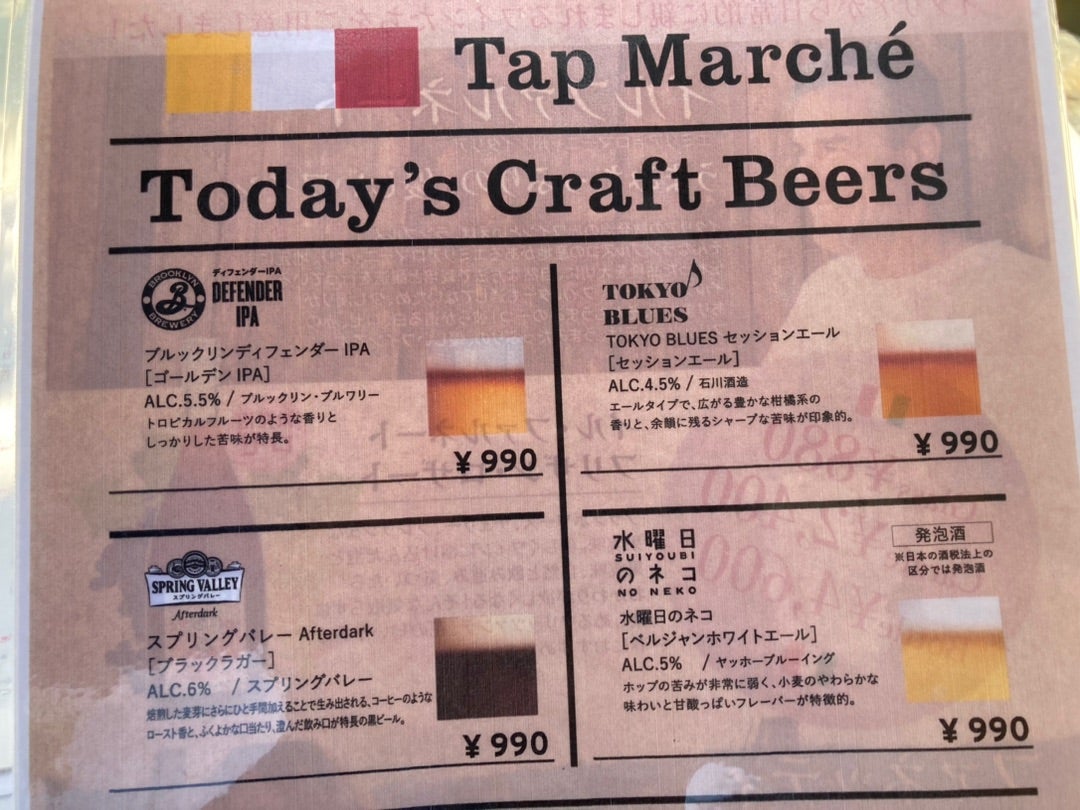 Tap Marché
Today's Craft Beers
BROOKLYN
B
BREWERY
ディフェンダーIPA
DEFENDER
IPA
ブルックリンディフェンダー IPA
[ゴールデン IPA]
ALC.5.5% / ブルックリン・ブルワリー
トロピカルフルーツのような香りと
しっかりした苦味が特長。
¥990
TOKYO
BLUES
TOKYO BLUES セッションエール
[セッションエール]
ALC.4.5% / 石川酒造
エールタイプで、広がる豊かな柑橘系の
香りと、余韻に残るシャープな苦味が印象的。
¥990
SPRING VALLEY
スプリングバレー
Afterdark
スプリングバレー Afterdark
[ブラックラガー]
ALC.6% / スプリングバレー
焙煎した麦芽にさらにひと手間加えることで生み出される、コーヒーのような
ロースト香と、ふくよかな口当たり、澄んだ飲み口が特長の黒ビール。
¥990
水曜日
SUIYOUBI
のネコ
NO NEKO
発泡酒
※日本の酒税法上の
区分では発泡酒
水曜日のネコ
[ベルジャンホワイトエール]
ALC.5% / ヤッホーブルーイング
ホップの苦みが非常に弱く、小麦のやわらかな
味わいと甘酸っぱいフレーバーが特徴的。
¥990